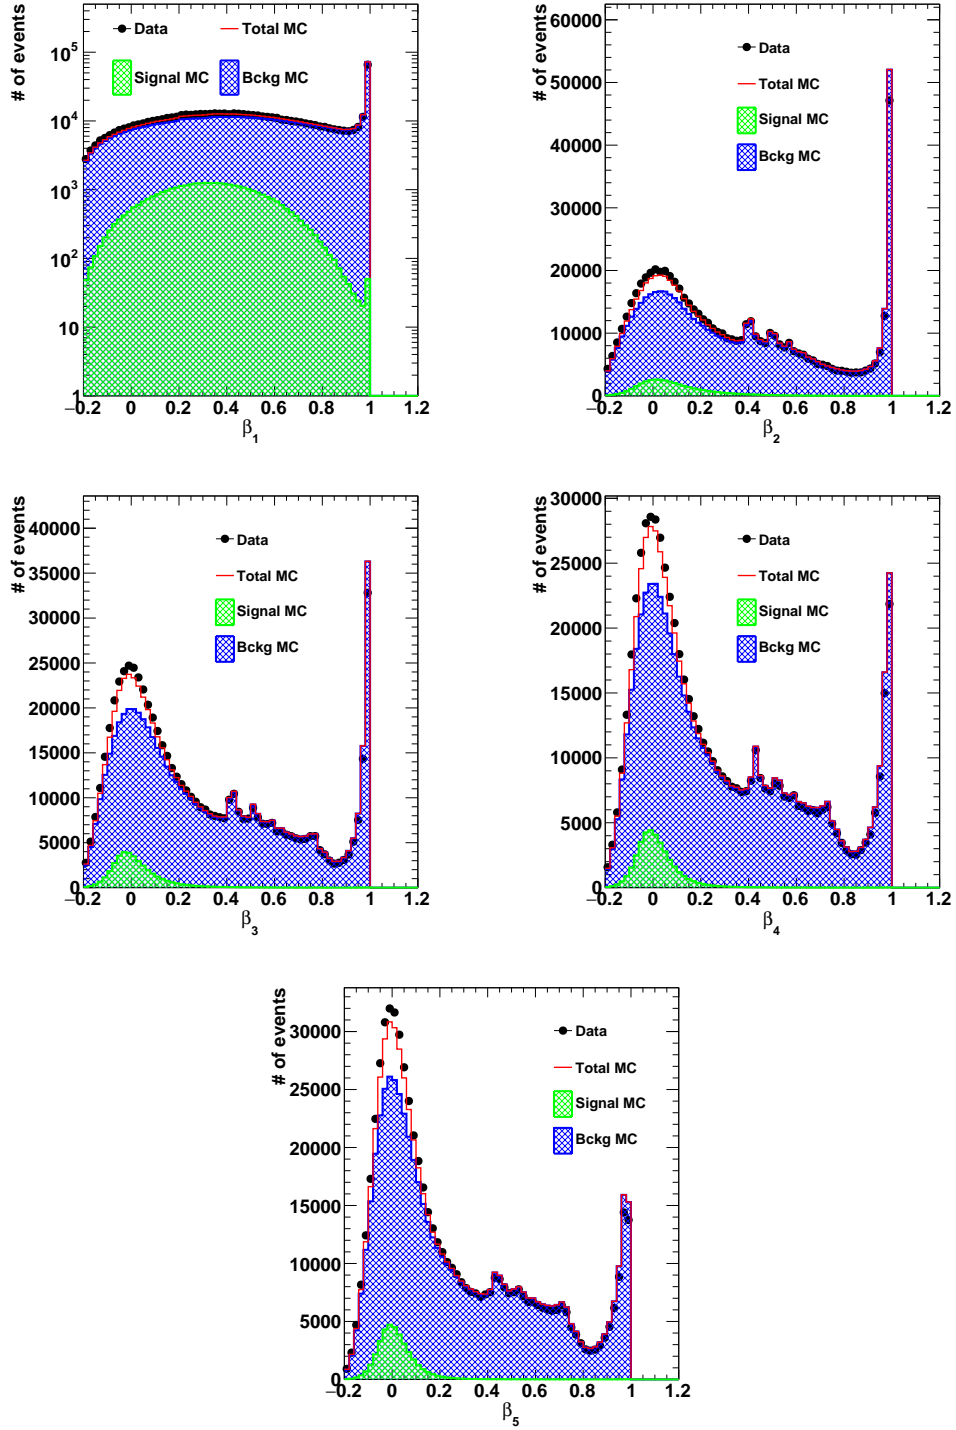 # of events
Data Total MC
Signal MC Bckg MC
10^5
10^4
10^3
10^2
10
1
−0.2 0 0.2 0.4 0.6 0.8 1 1.2
β_1
# of events
Data
Total MC
Signal MC
Bckg MC
60000
50000
40000
30000
20000
10000
0
−0.2 0 0.2 0.4 0.6 0.8 1 1.2
β_2
# of events
Data
Total MC
Signal MC
Bckg MC
40000
35000
30000
25000
20000
15000
10000
5000
0
−0.2 0 0.2 0.4 0.6 0.8 1 1.2
β_3
# of events
Data
Total MC
Signal MC
Bckg MC
30000
25000
20000
15000
10000
5000
0
−0.2 0 0.2 0.4 0.6 0.8 1 1.2
β_4
# of events
Data
Total MC
Signal MC
Bckg MC
30000
25000
20000
15000
10000
5000
0
−0.2 0 0.2 0.4 0.6 0.8 1 1.2
β_5